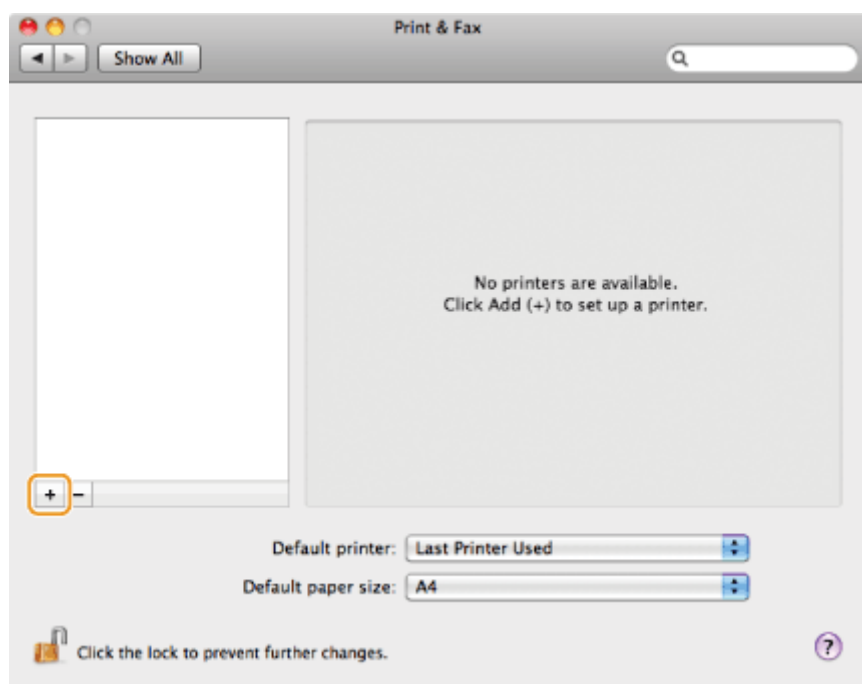 Print & Fax
Show All
No printers are available.
Click Add (+) to set up a printer.
+ −
Default printer: Last Printer Used
Default paper size: A4
Click the lock to prevent further changes.
?